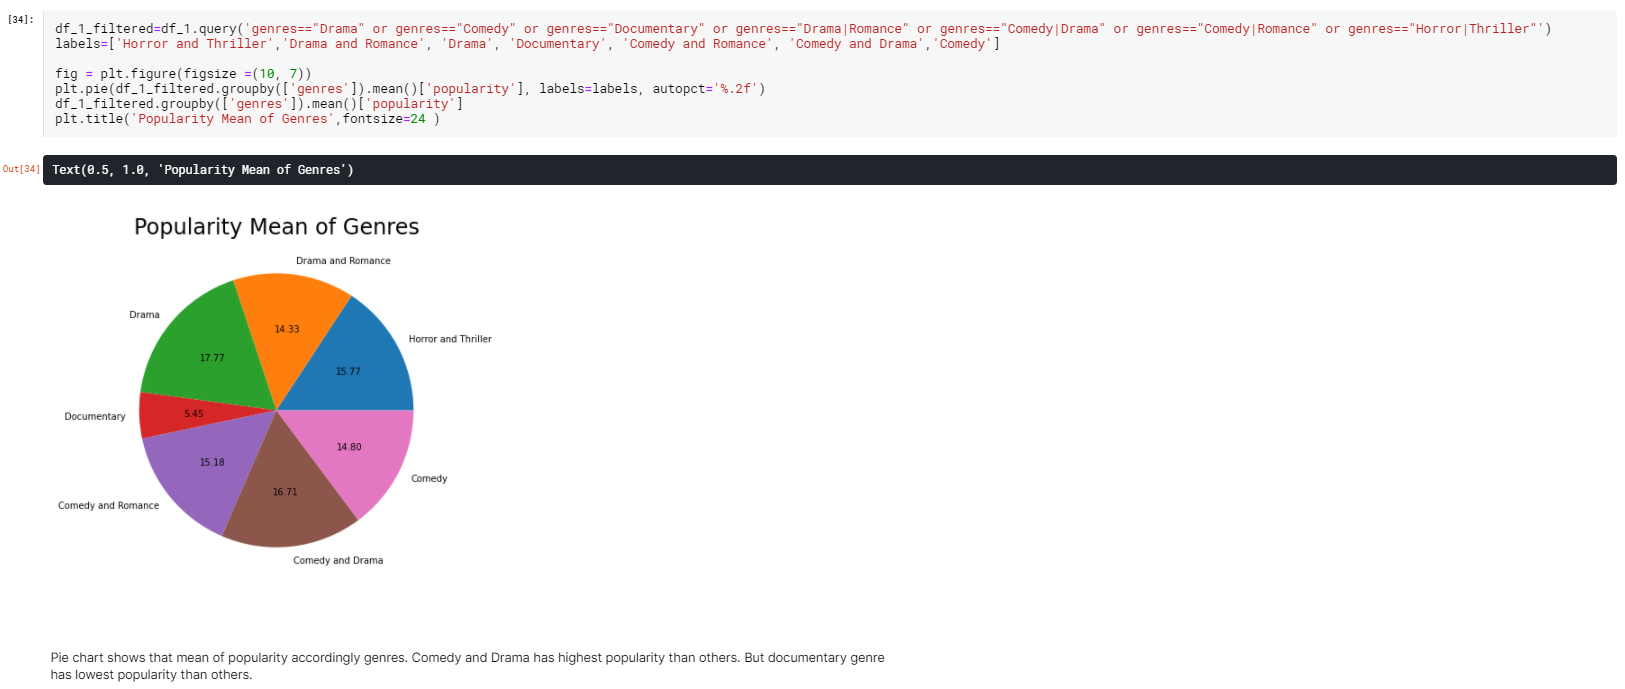 [34]:
df_1_filtered=df_1.query('genres=="Drama" or genres=="Comedy" or genres=="Documentary" or genres=="Drama|Romance" or genres=="Comedy|Drama" or genres=="Comedy|Romance" or genres=="Horror|Thriller"')
labels=['Horror and Thriller','Drama and Romance', 'Drama', 'Documentary', 'Comedy and Romance', 'Comedy and Drama','Comedy']
fig = plt.figure(figsize =(10, 7))
plt.pie(df_1_filtered.groupby(['genres']).mean()['popularity'], labels=labels, autopct='%.2f')
df_1_filtered.groupby(['genres']).mean()['popularity']
plt.title('Popularity Mean of Genres',fontsize=24 )
Out[34]
Text(0.5, 1.0, 'Popularity Mean of Genres')
Popularity Mean of Genres
Drama and Romance
Drama
14.33
Horror and Thriller
17.77
15.77
Documentary
5.45
14.80
15.18
Comedy
16.71
Comedy and Romance
Comedy and Drama
Pie chart shows that mean of popularity accordingly genres. Comedy and Drama has highest popularity than others. But documentary genre
has lowest popularity than others.